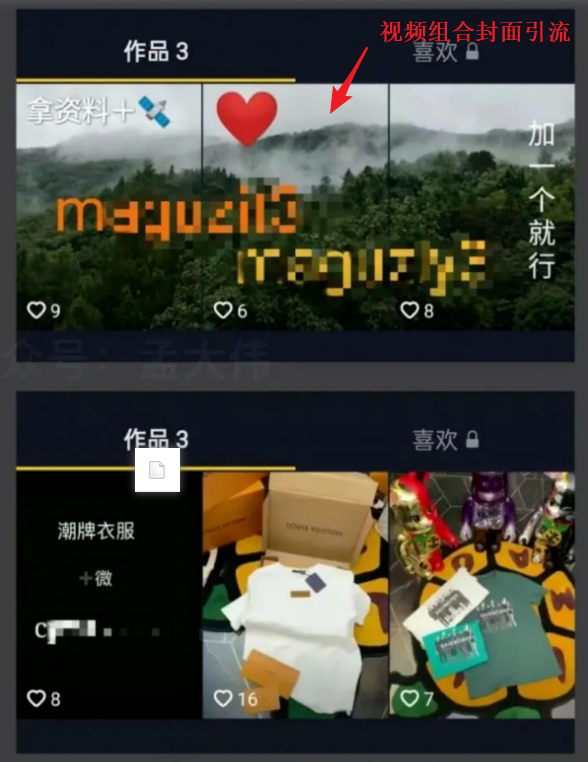 视频组合封面引流
作品 3
喜欢
拿资料＋
加一个就行
maguzi13
maguziy3
9
6
8
众号：孟大伟
作品 3
喜欢
潮牌衣服
+微
LOUIS VUITTON
8
16
7